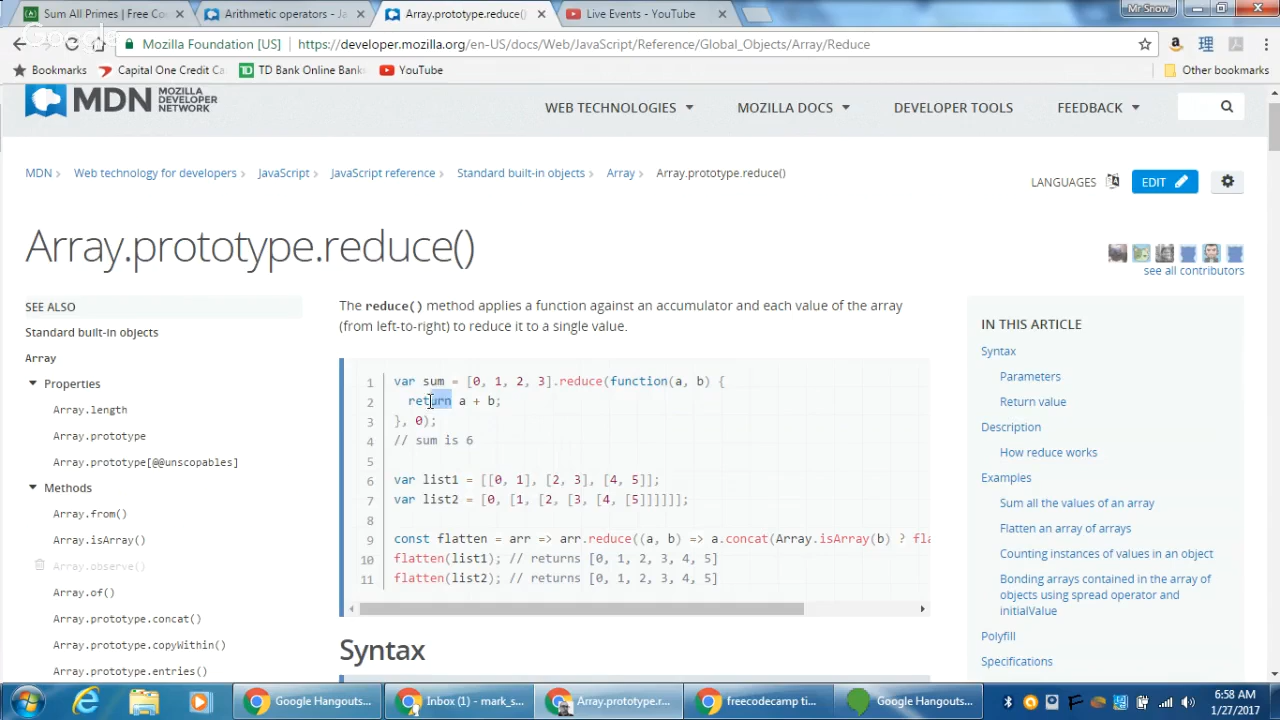 Sum All Primes | Free Co
Arithmetic operators - Ja
Array.prototype.reduce()
Live Events - YouTube
Mr Snow
Google
Mozilla Foundation [US]
https://developer.mozilla.org/en-US/docs/Web/JavaScript/Reference/Global_Objects/Array/Reduce
Bookmarks
Capital One Credit Ca
TD Bank Online Bank
YouTube
Other bookmarks
MDN MOZILLA
DEVELOPER
NETWORK
WEB TECHNOLOGIES
MOZILLA DOCS
DEVELOPER TOOLS
FEEDBACK
MDN
Web technology for developers
JavaScript
JavaScript reference
Standard built-in objects
Array
Array.prototype.reduce()
LANGUAGES
EDIT
Array.prototype.reduce()
see all contributors
SEE ALSO
Standard built-in objects
Array
Properties
Array.length
Array.prototype
Array.prototype[@@unscopables]
Methods
Array.from()
Array.isArray()
Array.observe()
Array.of()
Array.prototype.concat()
Array.prototype.copyWithin()
Array.prototype.entries()
The reduce() method applies a function against an accumulator and each value of the array
(from left-to-right) to reduce it to a single value.
1 var sum = [0, 1, 2, 3].reduce(function(a, b) {
2 return a + b;
3 }, 0);
4 // sum is 6
5
6 var list1 = [[0, 1], [2, 3], [4, 5]];
7 var list2 = [0, [1, [2, [3, [4, [5]]]]]];
8
9 const flatten = arr => arr.reduce((a, b) => a.concat(Array.isArray(b) ? fla
10 flatten(list1); // returns [0, 1, 2, 3, 4, 5]
11 flatten(list2); // returns [0, 1, 2, 3, 4, 5]
Syntax
IN THIS ARTICLE
Syntax
Parameters
Return value
Description
How reduce works
Examples
Sum all the values of an array
Flatten an array of arrays
Counting instances of values in an object
Bonding arrays contained in the array of
objects using spread operator and
initialValue
Polyfill
Specifications
Google Hangouts...
Inbox (1) - mark_s...
Array.prototype.r...
freecodecamp ti...
Google Hangouts...
6:58 AM
1/27/2017